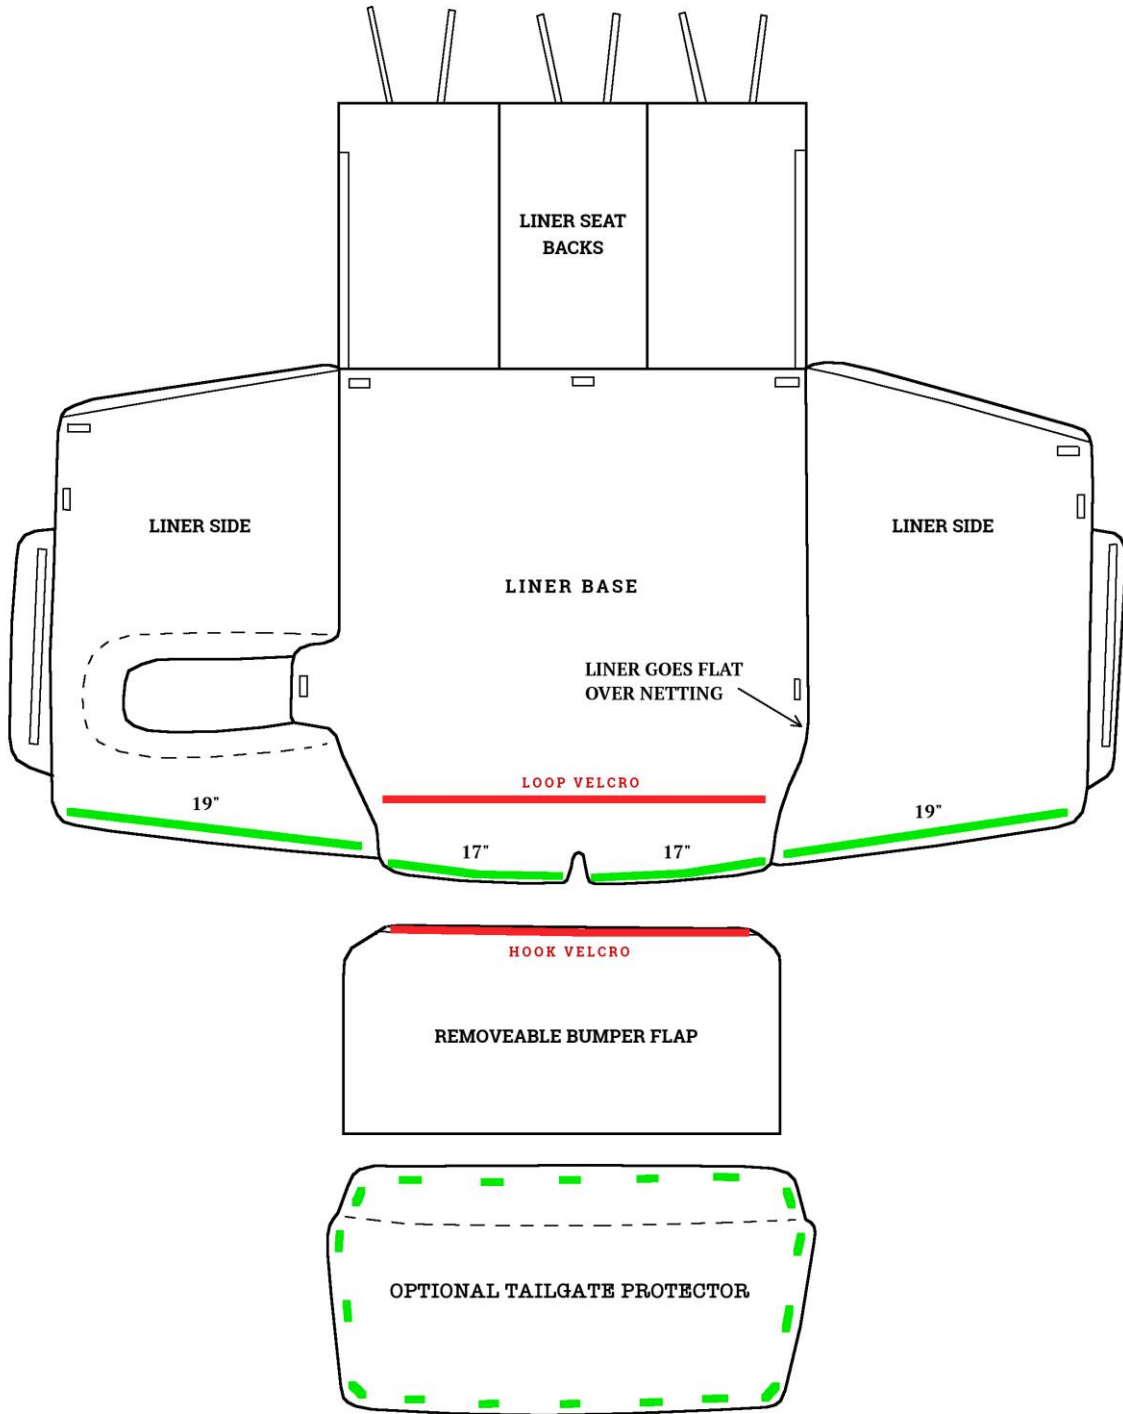 LINER SEAT
BACKS
LINER SIDE
LINER SIDE
LINER BASE
LINER GOES FLAT
OVER NETTING
LOOP VELCRO
19"
19"
17"
17"
HOOK VELCRO
REMOVEABLE BUMPER FLAP
OPTIONAL TAILGATE PROTECTOR